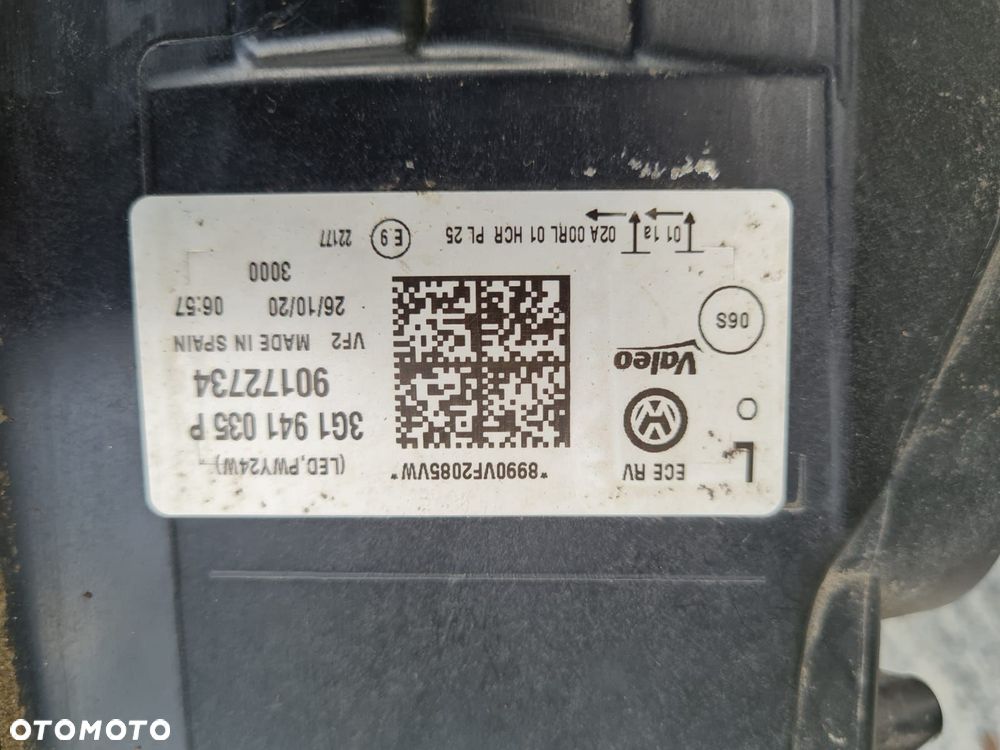 L ECE RV
*8990VF2085VW*
(LED,PWY24W)
3G1 941 035 P
90172734
VF2 MADE IN SPAIN
26/10/20 06:57
3000
Valeo
06S
01 1a 02A 00RL 01 HCR PL 25 E 9 22177
OTOMOTO